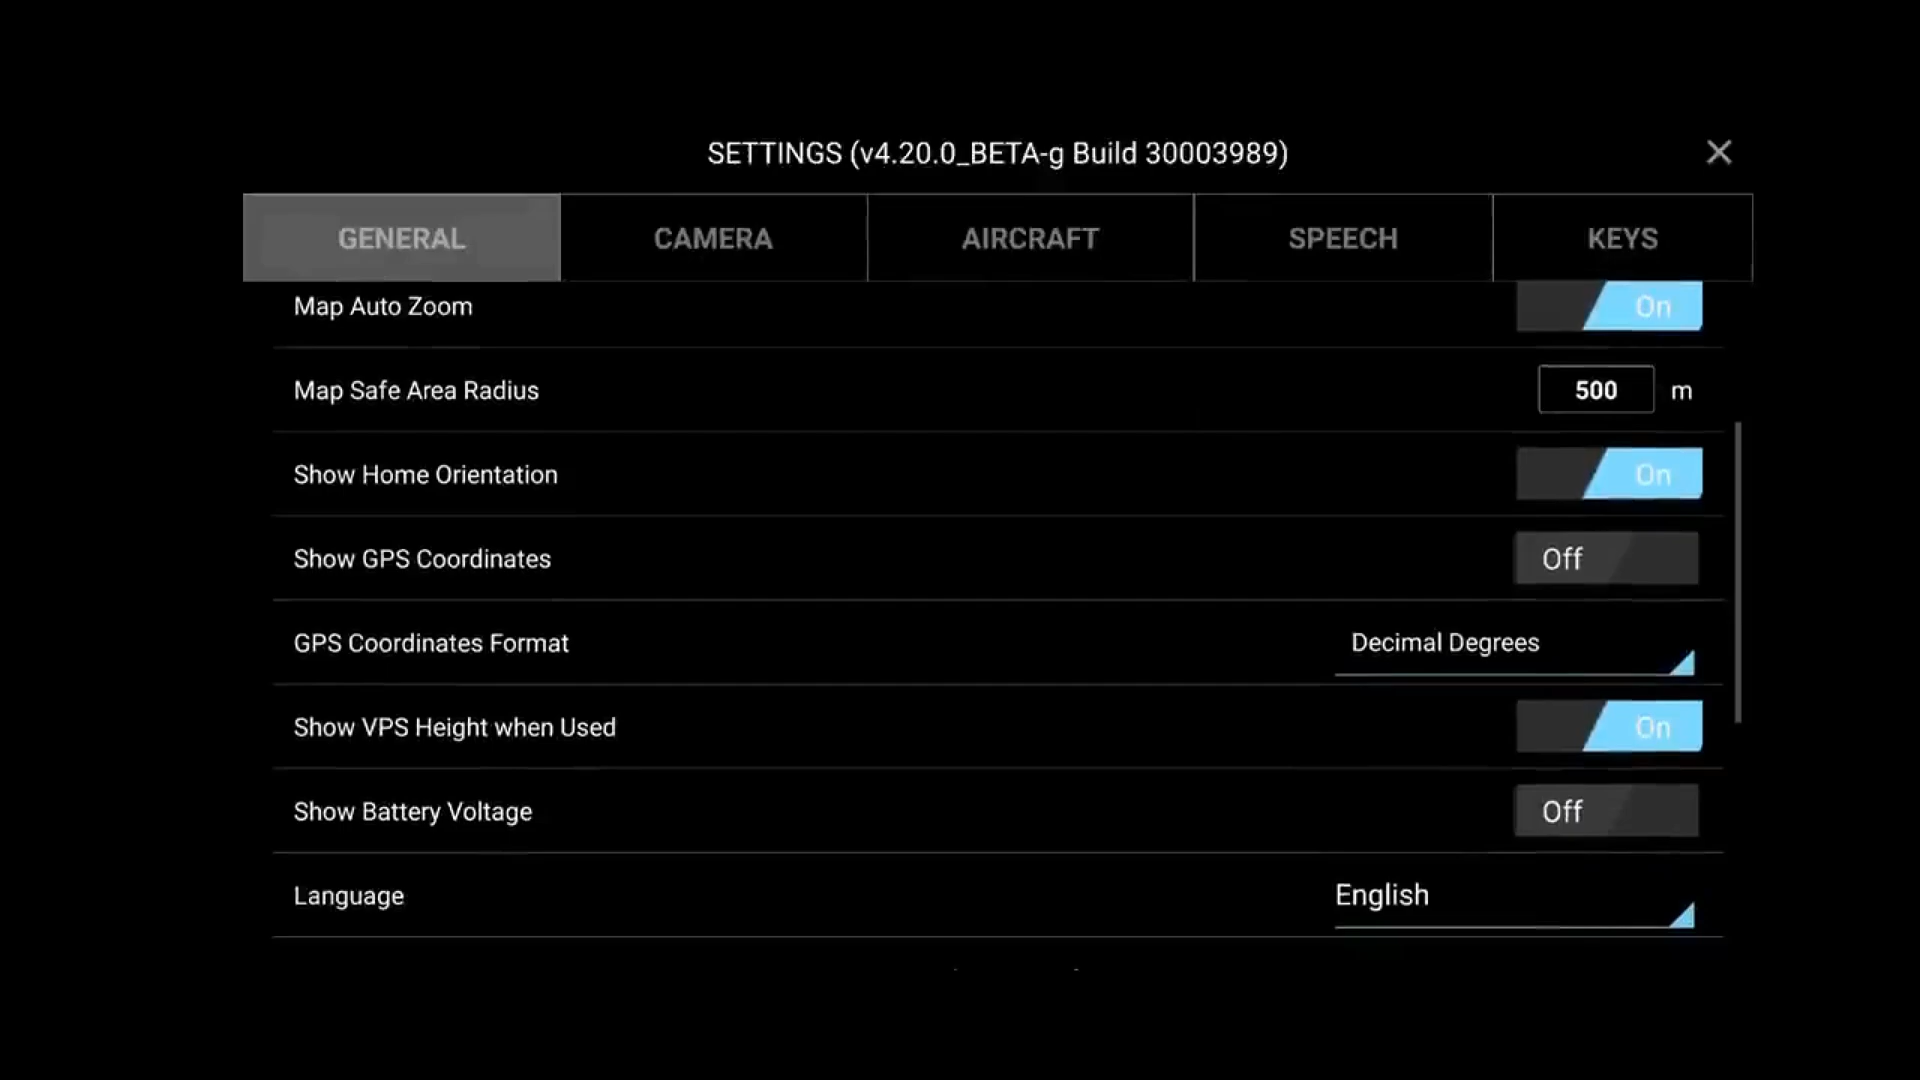 SETTINGS (v4.20.0_BETA-g Build 30003989)
GENERAL CAMERA AIRCRAFT SPEECH KEYS
Map Auto Zoom On
Map Safe Area Radius 500 m
Show Home Orientation On
Show GPS Coordinates Off
GPS Coordinates Format Decimal Degrees
Show VPS Height when Used On
Show Battery Voltage Off
Language English